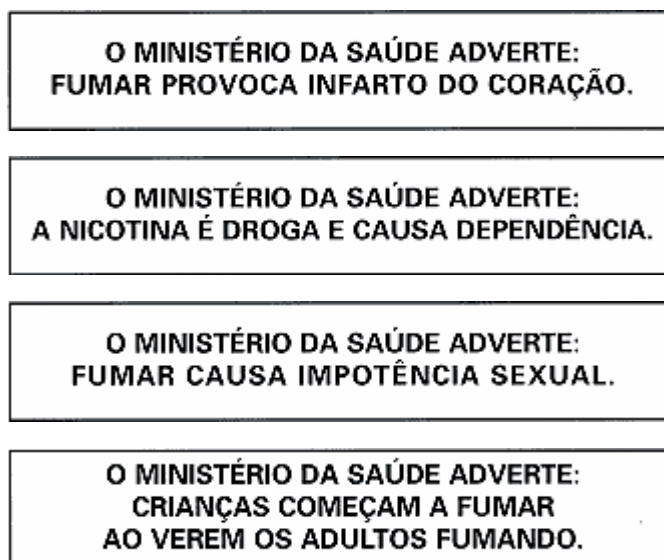 O MINISTÉRIO DA SAÚDE ADVERTE:
FUMAR PROVOCA INFARTO DO CORAÇÃO.
O MINISTÉRIO DA SAÚDE ADVERTE:
A NICOTINA É DROGA E CAUSA DEPENDÊNCIA.
O MINISTÉRIO DA SAÚDE ADVERTE:
FUMAR CAUSA IMPOTÊNCIA SEXUAL.
O MINISTÉRIO DA SAÚDE ADVERTE:
CRIANÇAS COMEÇAM A FUMAR
AO VEREM OS ADULTOS FUMANDO.